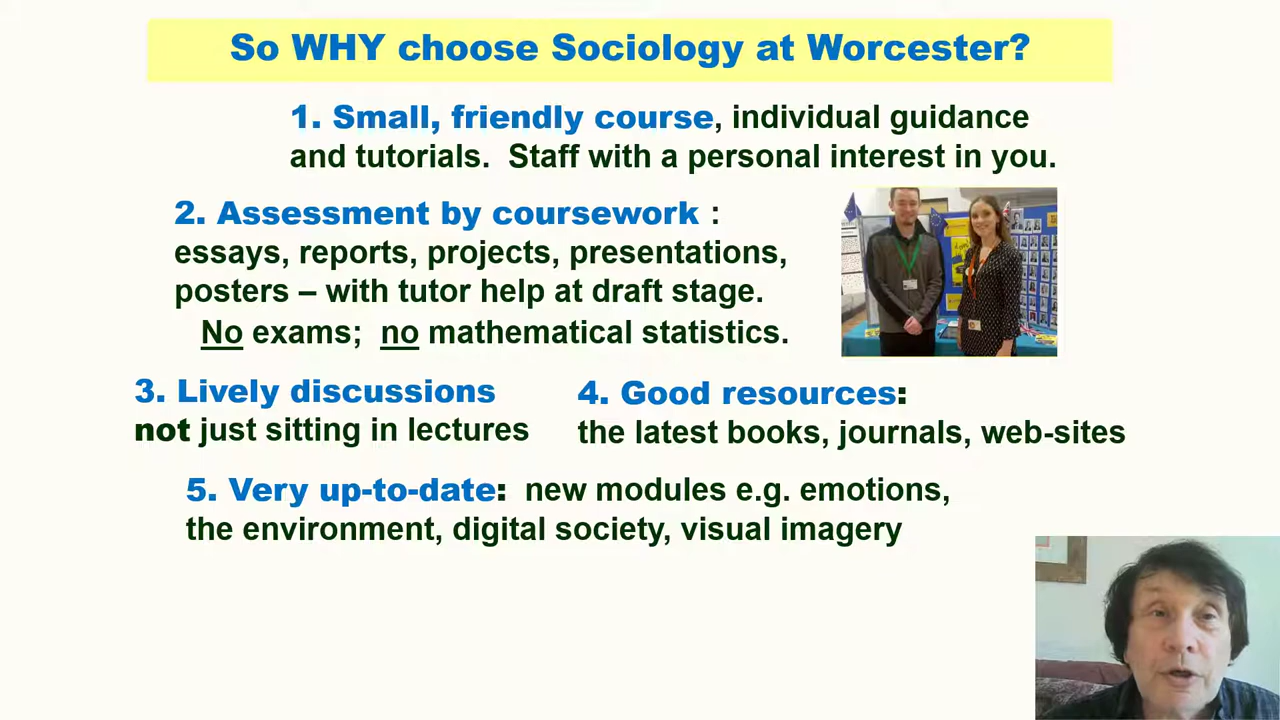 So WHY choose Sociology at Worcester?
1. Small, friendly course, individual guidance
and tutorials. Staff with a personal interest in you.
2. Assessment by coursework :
essays, reports, projects, presentations,
posters – with tutor help at draft stage.
No exams; no mathematical statistics.
3. Lively discussions
not just sitting in lectures
4. Good resources:
the latest books, journals, web-sites
5. Very up-to-date: new modules e.g. emotions,
the environment, digital society, visual imagery